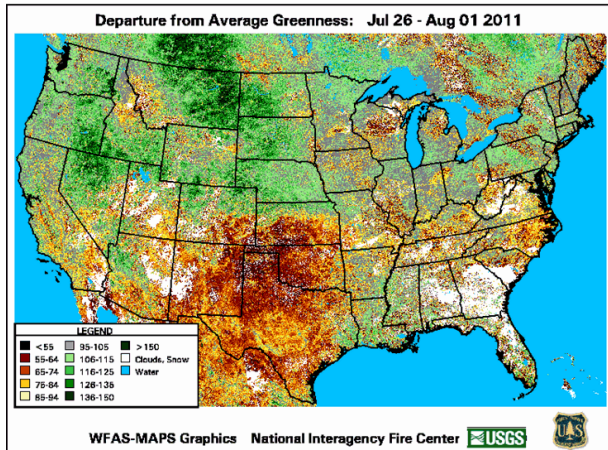 Departure from Average Greenness: Jul 26 - Aug 01 2011
LEGEND
<55 95-105 >150
55-64 106-115 Clouds, Snow
65-74 116-125 Water
75-84 126-135
85-94 136-150
WFAS-MAPS Graphics National Interagency Fire Center USGS
UAS